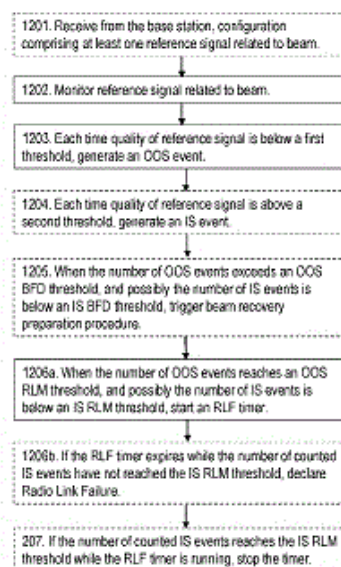 1201. Receive from the base station, configuration
comprising at least one reference signal related to beam.
1202. Monitor reference signal related to beam.
1203. Each time quality of reference signal is below a first
threshold, generate an OOS event.
1204. Each time quality of reference signal is above a
second threshold, generate an IS event.
1205. When the number of OOS events exceeds an OOS
BFD threshold, and possibly the number of IS events is
below an IS BFD threshold, trigger beam recovery
preparation procedure.
1206a. When the number of OOS events reaches an OOS
RLM threshold, and possibly the number of IS events is
below an IS RLM threshold, start an RLF timer.
1206b. If the RLF timer expires while the number of counted
IS events have not reached the IS RLM threshold, declare
Radio Link Failure.
207. If the number of counted IS events reaches the IS RLM
threshold while the RLF timer is running, stop the timer.